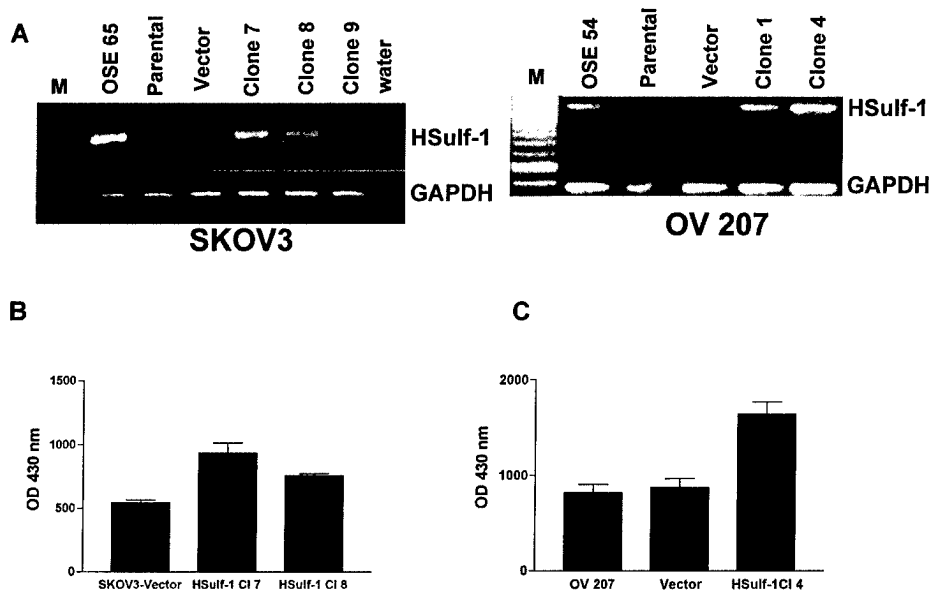 A
M
OSE 65
Parental
Vector
Clone 7
Clone 8
Clone 9
water
HSulf-1
GAPDH
SKOV3
M
OSE 54
Parental
Vector
Clone 1
Clone 4
HSulf-1
GAPDH
OV 207
B
OD 430 nm
1500
1000
500
0
SKOV3-Vector
HSulf-1 Cl 7
HSulf-1 Cl 8
C
OD 430 nm
2000
1000
0
OV 207
Vector
HSulf-1Cl 4